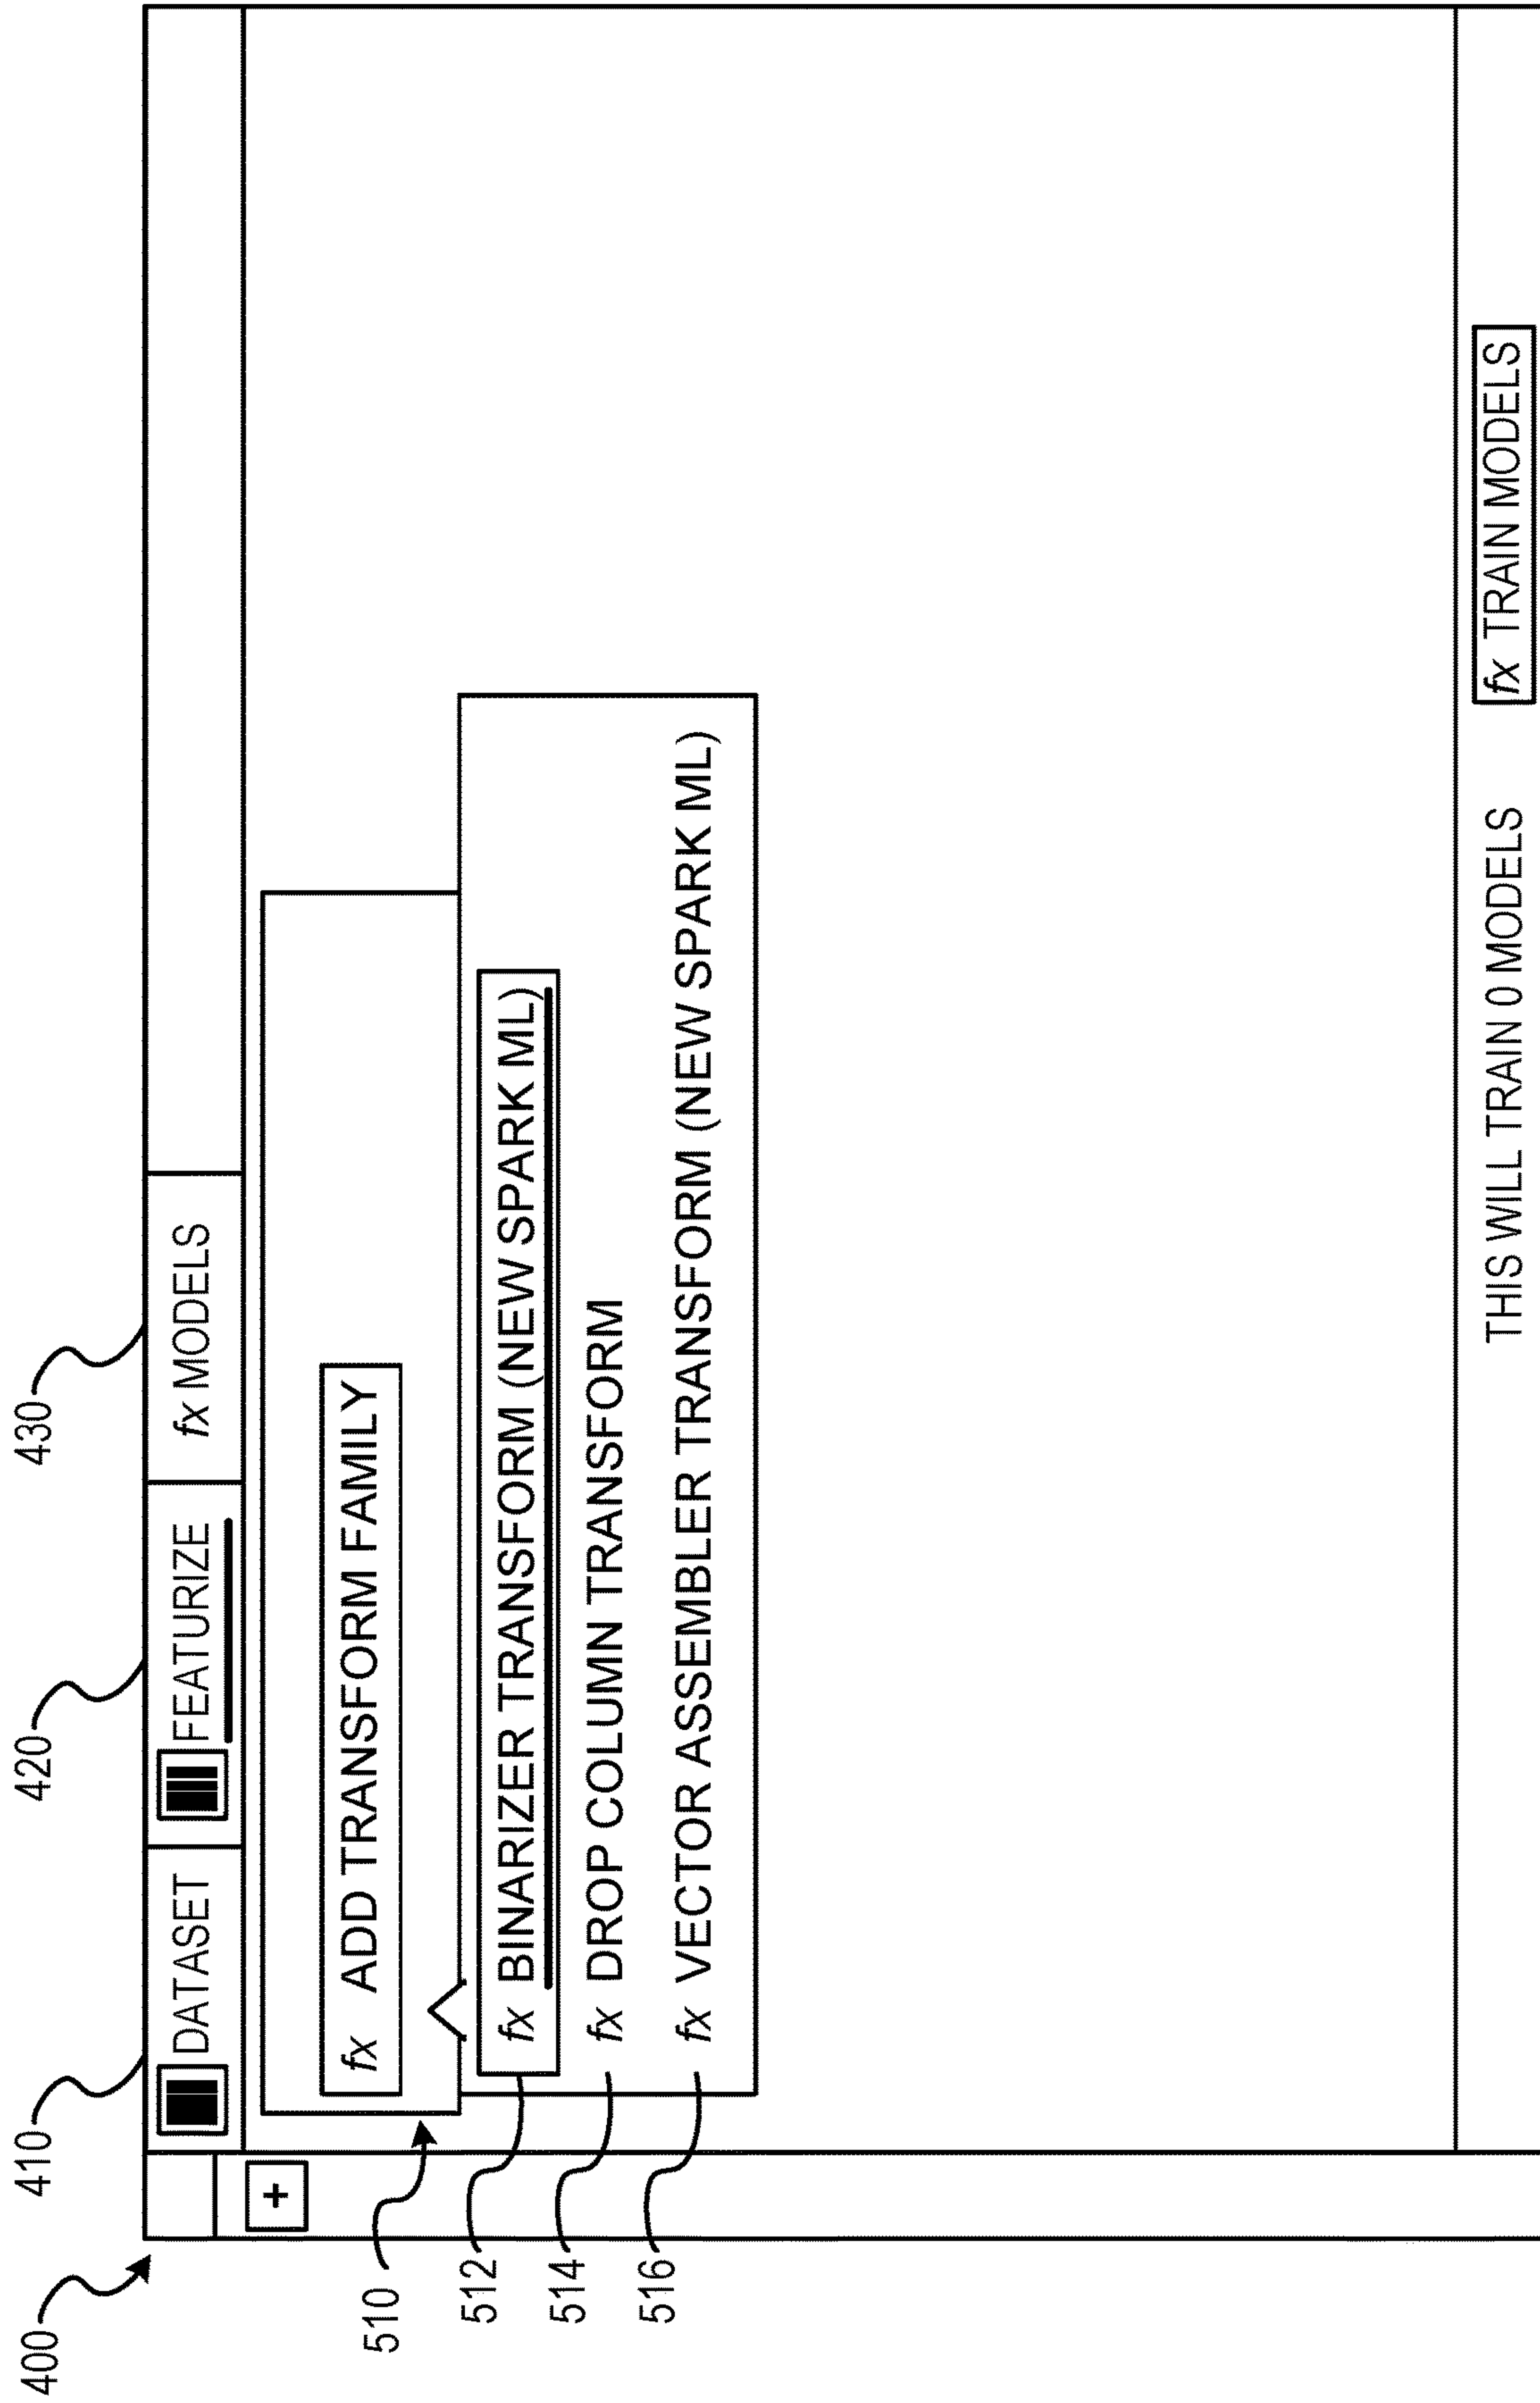 400
410
420
430
DATASET
FEATURIZE
fx MODELS
+
510
fx ADD TRANSFORM FAMILY
512
fx BINARIZER TRANSFORM (NEW SPARK ML)
514
fx DROP COLUMN TRANSFORM
516
fx VECTOR ASSEMBLER TRANSFORM (NEW SPARK ML)
THIS WILL TRAIN 0 MODELS
fx TRAIN MODELS